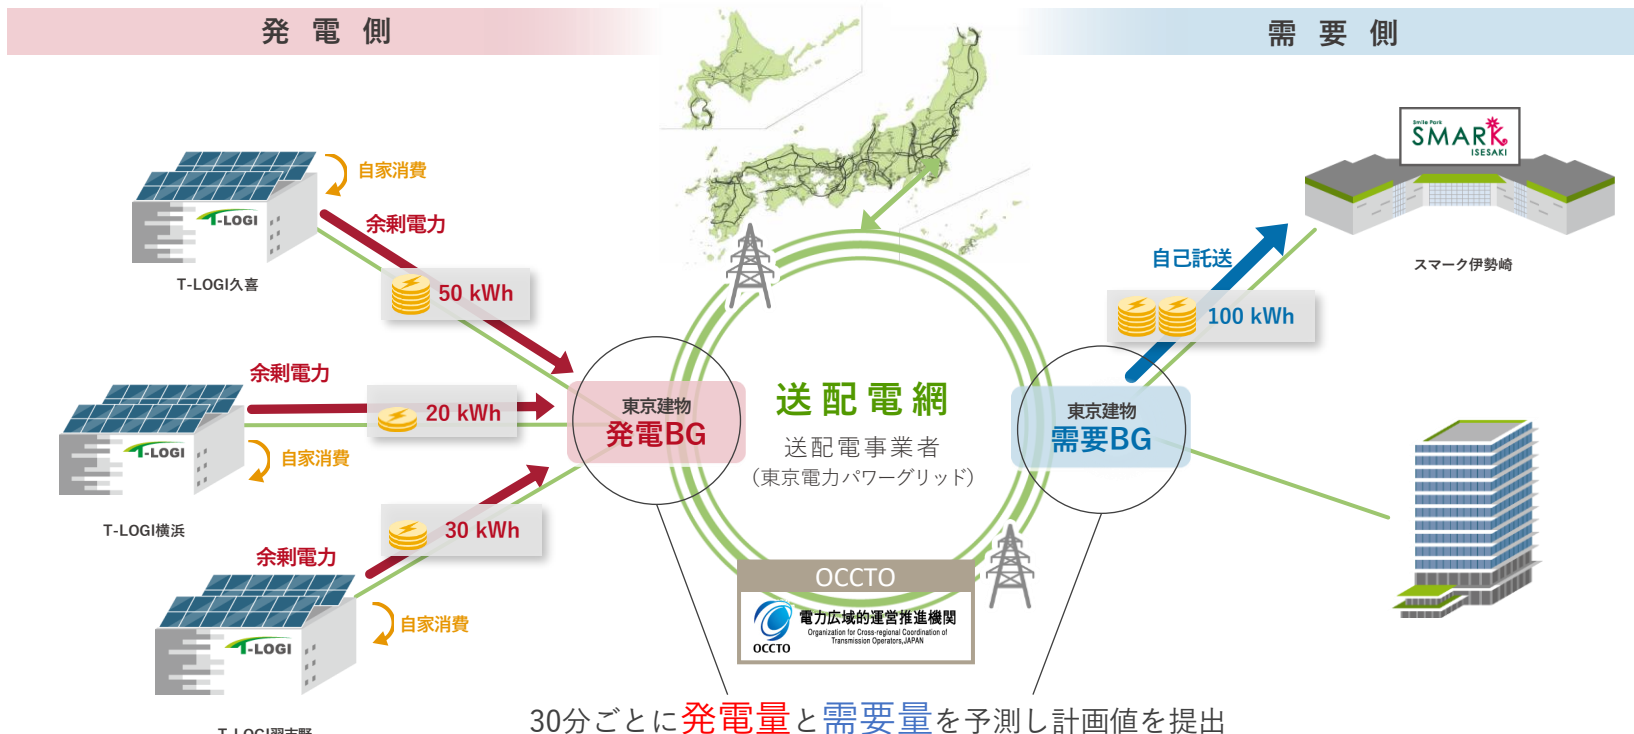 発電側
需要側
自家消費
余剰電力
T-LOGI
50 kWh
T-LOGI久喜
余剰電力
20 kWh
T-LOGI
自家消費
T-LOGI横浜
余剰電力
30 kWh
T-LOGI
自家消費
東京建物
発電BG
送配電網
送配電事業者
(東京電力パワーグリッド)
東京建物
需要BG
OCCTO
OCCTO
電力広域的運営推進機関
Organization for Cross-regional Coordination of
Transmission Operators,JAPAN
自己託送
100 kWh
Smile Park
SMARK
ISESAKI
スマーク伊勢崎
30分ごとに発電量と需要量を予測し計画値を提出